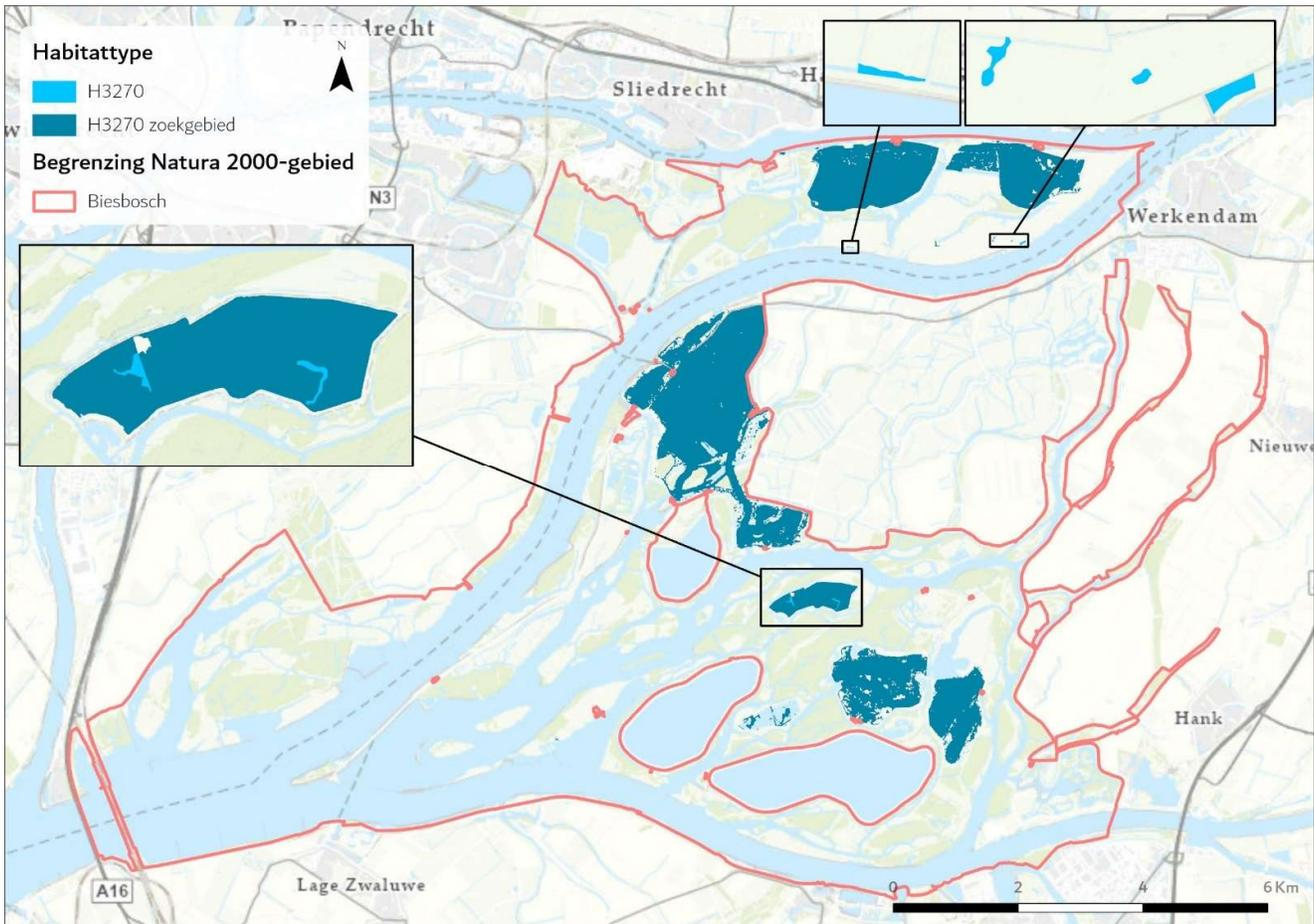 Papendrecht
Habitattype
N
H3270
H3270 zoekgebied
Begrenzing Natura 2000-gebied
Biesbosch
Sliedrecht
N3
Werkendam
Nieuwe
Hank
A16
Lage Zwaluwe
0 2 4 6 Km